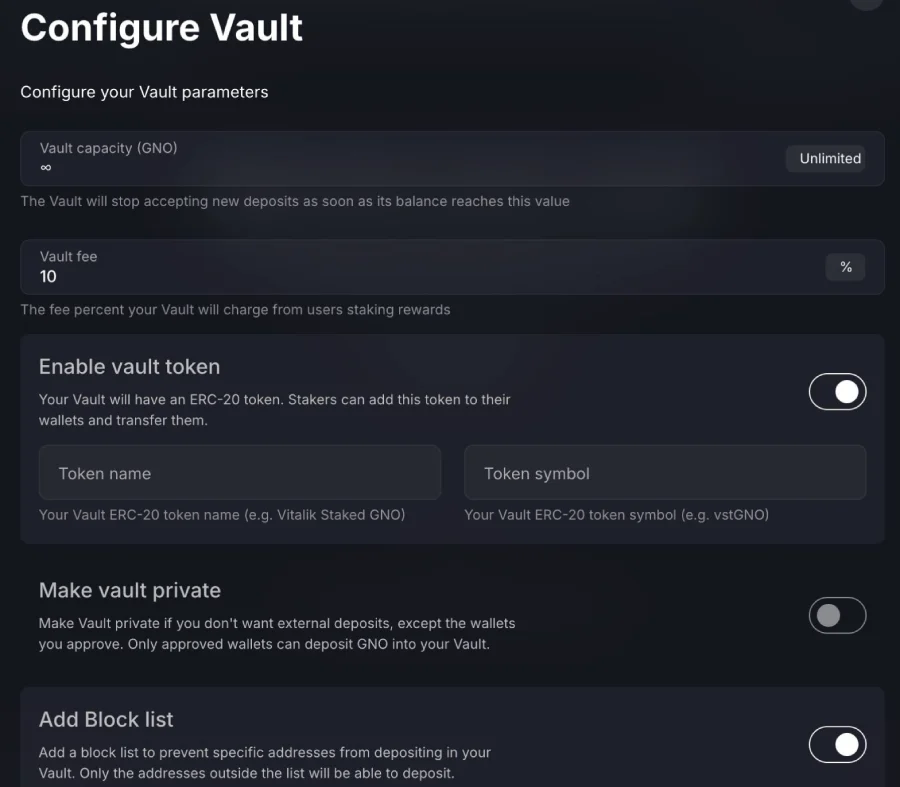 Configure Vault
Configure your Vault parameters
Vault capacity (GNO)
∞
Unlimited
The Vault will stop accepting new deposits as soon as its balance reaches this value
Vault fee
10
%
The fee percent your Vault will charge from users staking rewards
Enable vault token
Your Vault will have an ERC-20 token. Stakers can add this token to their
wallets and transfer them.
Token name
Token symbol
Your Vault ERC-20 token name (e.g. Vitalik Staked GNO)
Your Vault ERC-20 token symbol (e.g. vstGNO)
Make vault private
Make Vault private if you don't want external deposits, except the wallets
you approve. Only approved wallets can deposit GNO into your Vault.
Add Block list
Add a block list to prevent specific addresses from depositing in your
Vault. Only the addresses outside the list will be able to deposit.